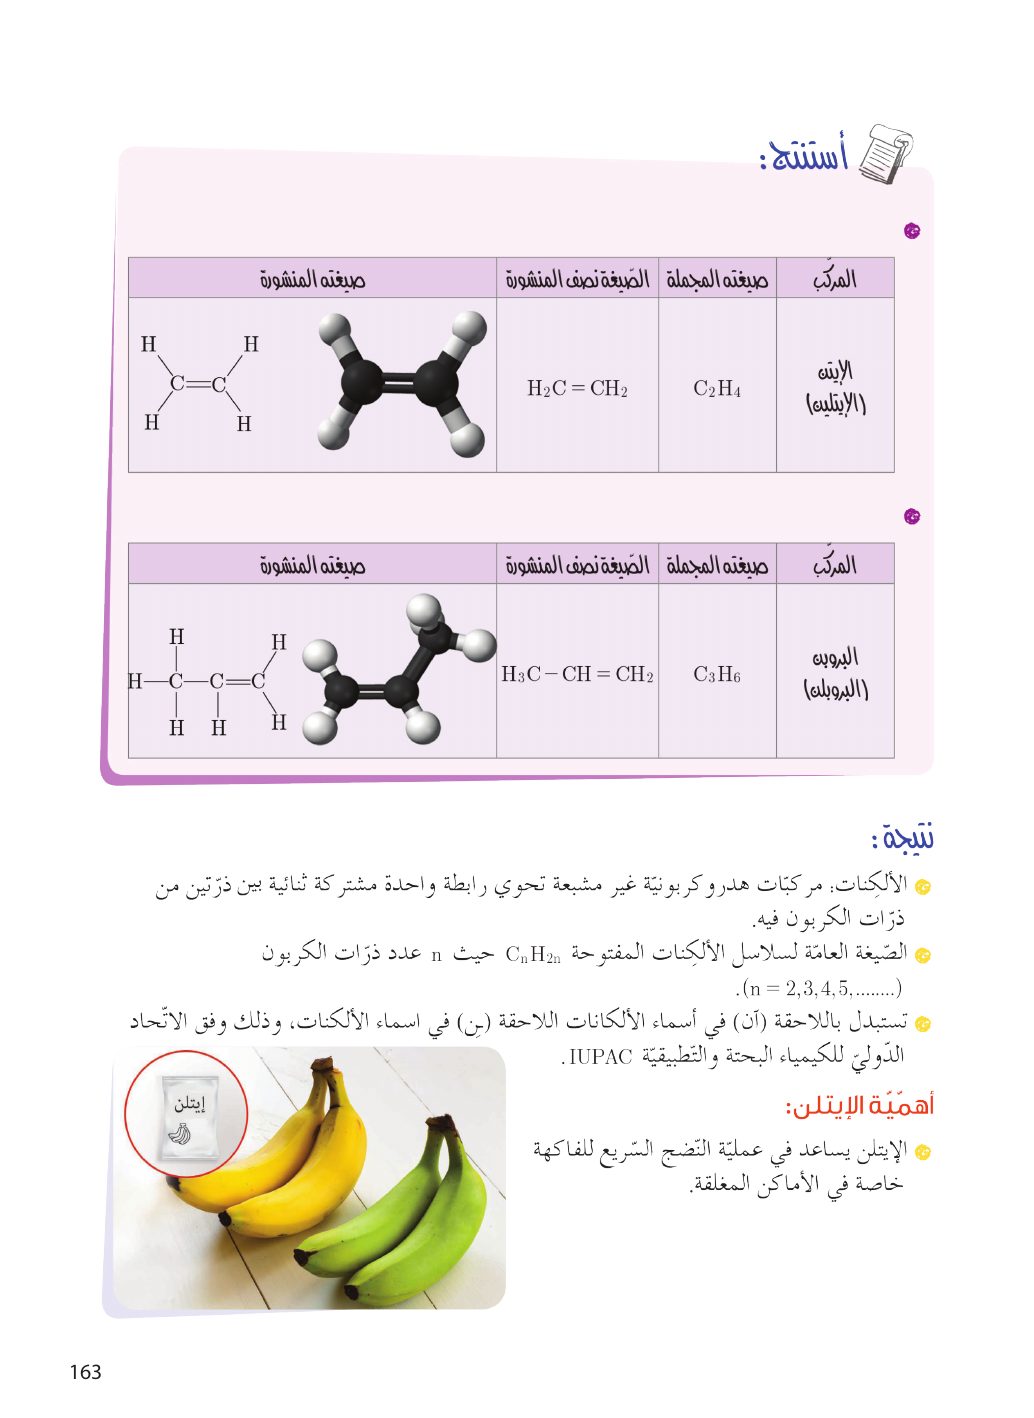 أستنتج:
المركّب صيغته المجملة الصّيغة نصف المنشورة صيغته المنشورة
الإيتن
(الإيتلين)
C₂H₄
H₂C = CH₂
H H
C=C
H H
المركّب صيغته المجملة الصّيغة نصف المنشورة صيغته المنشورة
البروبن
(البروبلن)
C₃H₆
H₃C − CH = CH₂
H H
H—C—C=C
H H H
نتيجة:
الألكِنات: مركبّات هدروكربونيّة غير مشبعة تحوي رابطة واحدة مشتركة ثنائية بين ذرّتين من
ذرّات الكربون فيه.
الصّيغة العامّة لسلاسل الألكِنات المفتوحة CₙH₂ₙ حيث n عدد ذرّات الكربون
(n = 2,3,4,5,........).
تستبدل باللاحقة (آن) في أسماء الألكانات اللاحقة (ـِن) في اسماء الألكنات، وذلك وفق الاتّحاد
الدّوليّ للكيمياء البحتة والتّطبيقيّة IUPAC.
أهمّيّة الإيتلن:
الإيتلن يساعد في عمليّة النّضج السّريع للفاكهة
خاصة في الأماكن المغلقة.
إيتلن
163